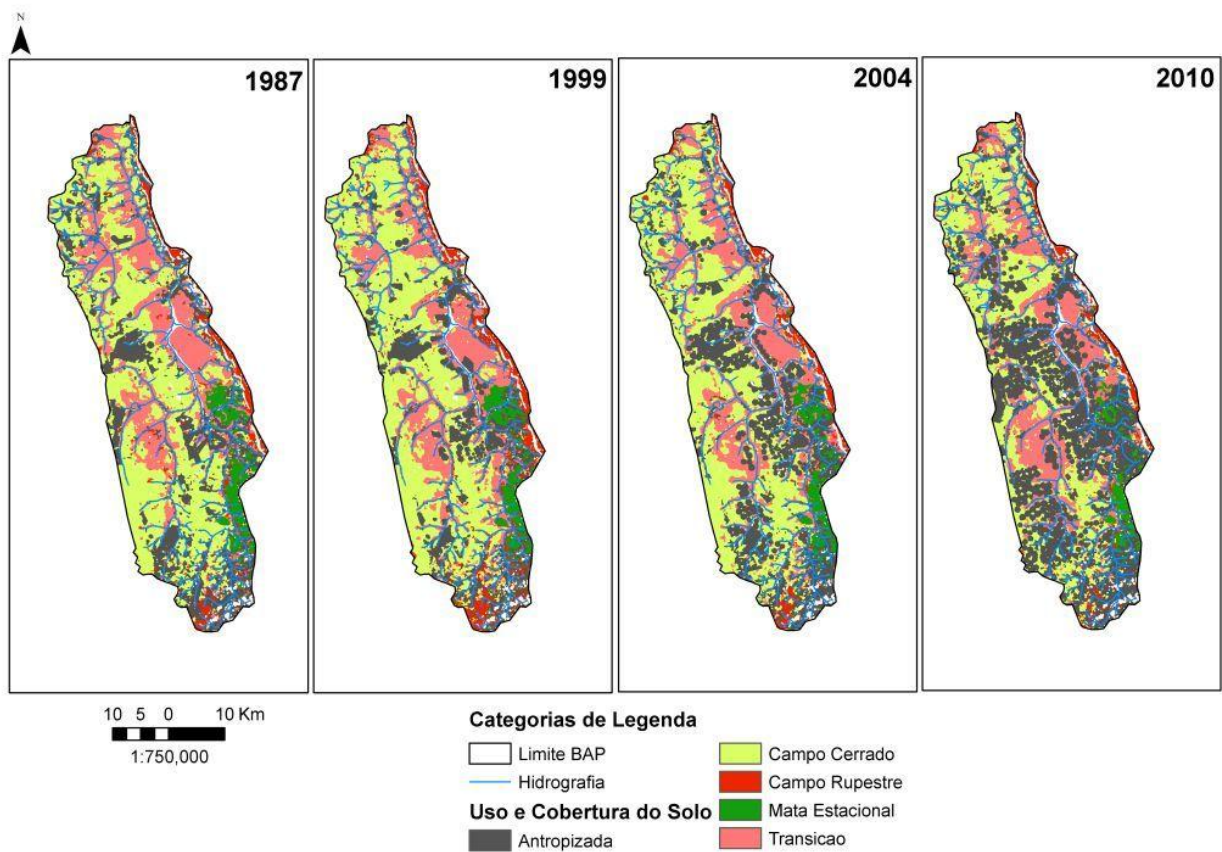 N
1987
1999
2004
2010
10 5 0 10 Km
1:750,000
Categorias de Legenda
Limite BAP
Hidrografia
Uso e Cobertura do Solo
Antropizada
Campo Cerrado
Campo Rupestre
Mata Estacional
Transicao